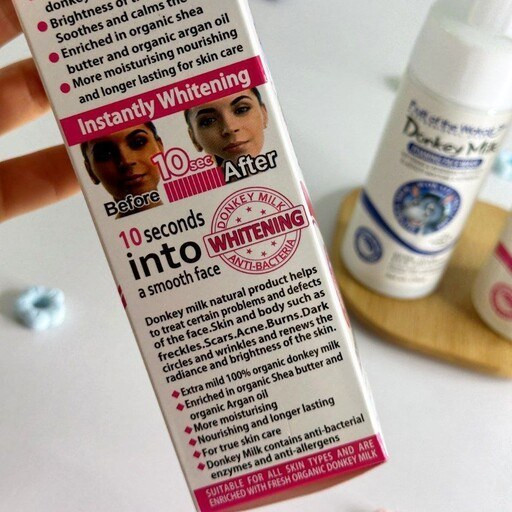 donkey
Brightness of
Soothes and calms the
Enriched in organic shea
butter and organic argan oil
More moisturising nourishing
and longer lasting for skin care
Instantly Whitening
10 sec
Before
After
10 seconds
into
a smooth face
DONKEY MILK
WHITENING
ANTI-BACTERIA
Donkey milk natural product helps
to treat certain problems and defects
of the face.Skin and body such as
freckles.Scars.Acne.Burns.Dark
circles and wrinkles and renews the
radiance and brightness of the skin.
Extra mild 100% organic donkey milk
Enriched in organic Shea butter and
organic Argan oil
More moisturising
Nourishing and longer lasting
For true skin care
Donkey Milk contains anti-bacterial
enzymes and anti-allergens
SUITABLE FOR ALL SKIN TYPES AND ARE
ENRICHED WITH FRESH ORGANIC DONKEY MILK
Donkey Milk